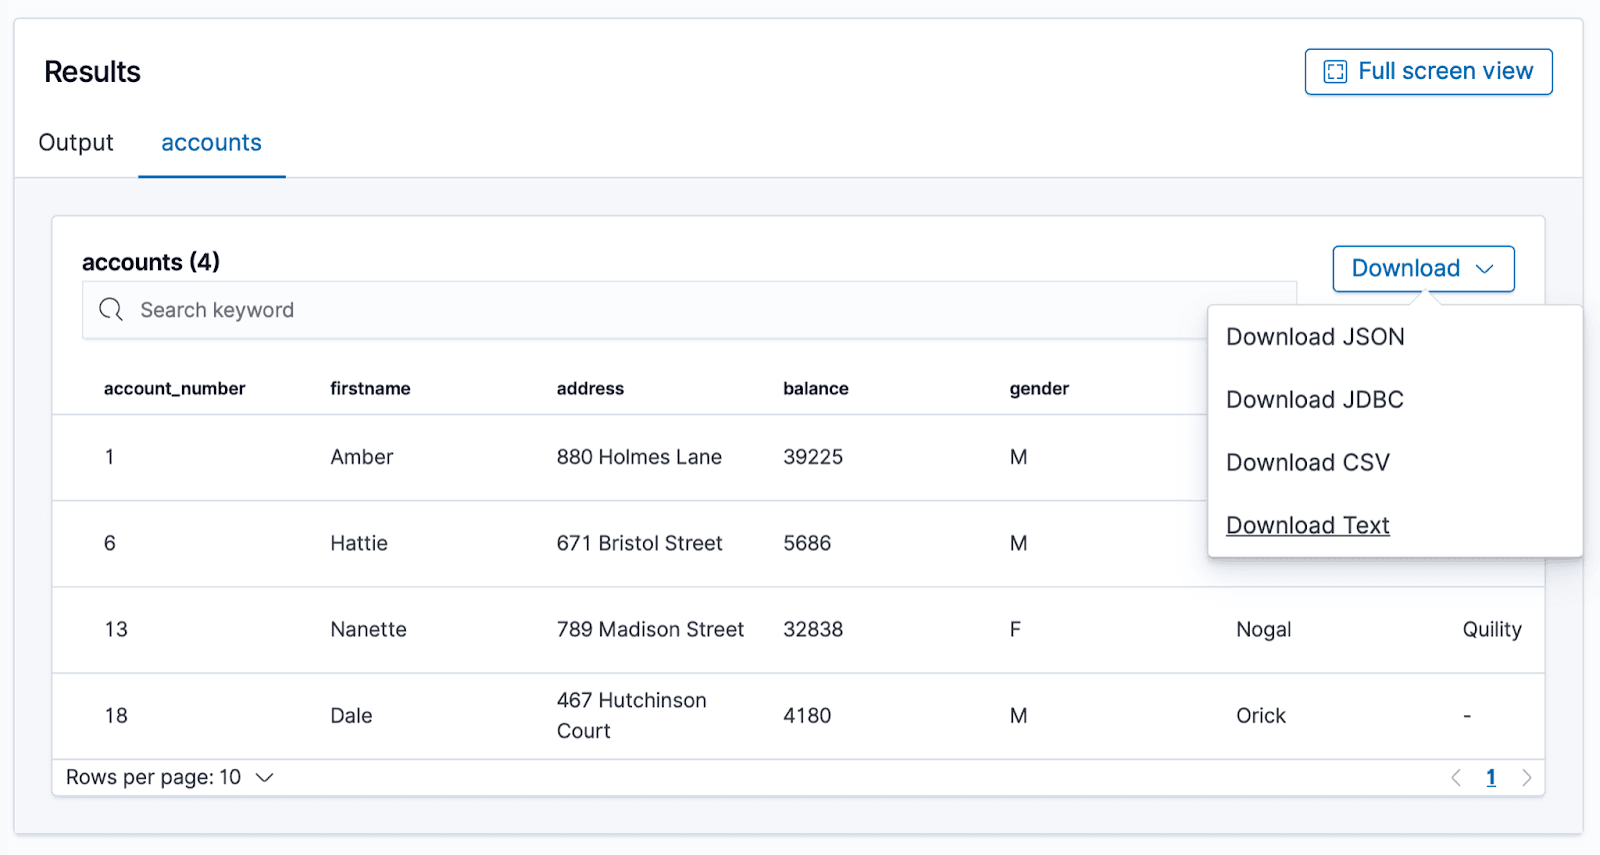 Results
Full screen view
Output accounts
accounts (4)
Download
Search keyword
Download JSON
Download JDBC
Download CSV
Download Text
account_number firstname address balance gender
1 Amber 880 Holmes Lane 39225 M
6 Hattie 671 Bristol Street 5686 M
13 Nanette 789 Madison Street 32838 F Nogal Quility
18 Dale 467 Hutchinson Court 4180 M Orick -
Rows per page: 10
1